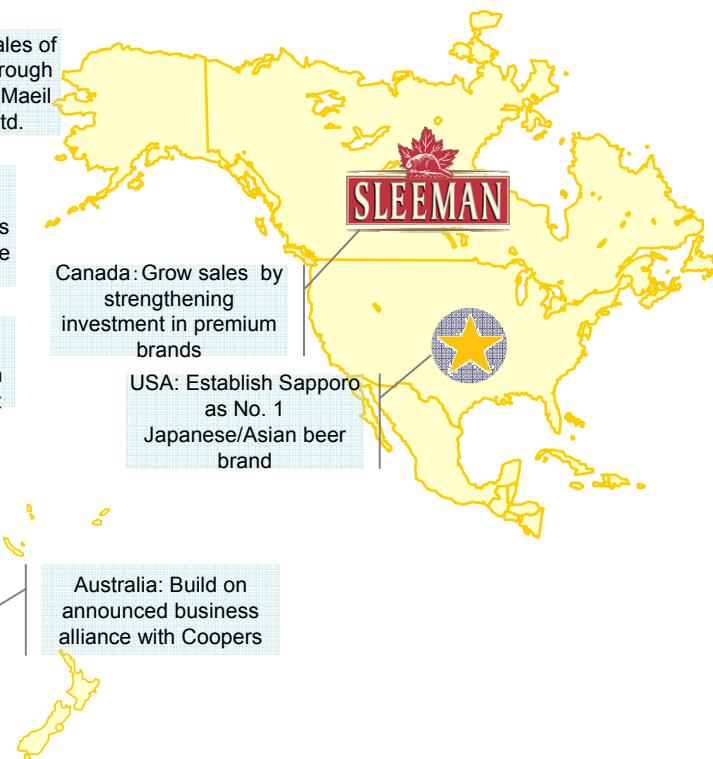 ales of
rough
Maeil
td.
s
e
SLEEMAN
Canada: Grow sales by
strengthening
investment in premium
brands
USA: Establish Sapporo
as No. 1
Japanese/Asian beer
brand
Australia: Build on
announced business
alliance with Coopers